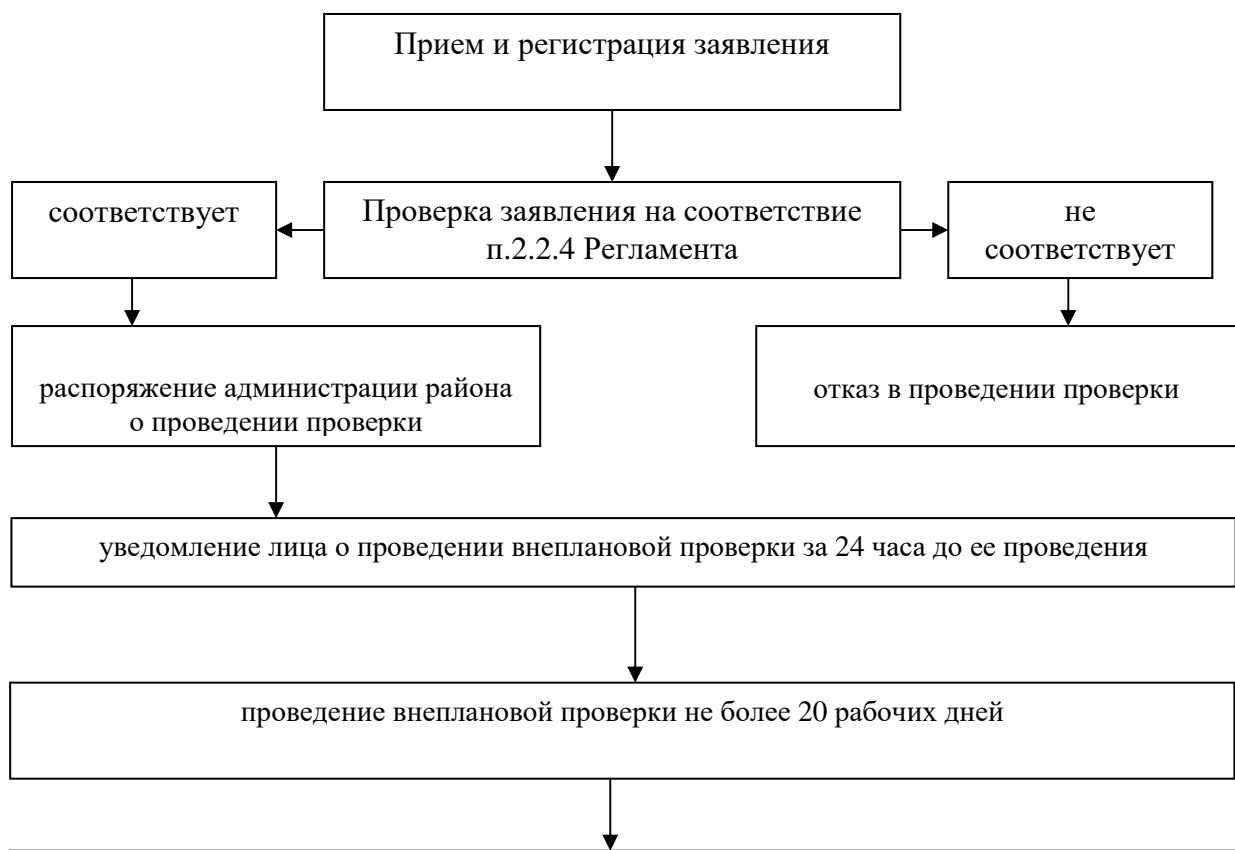 Прием и регистрация заявления
соответствует
Проверка заявления на соответствие
п.2.2.4 Регламента
не
соответствует
распоряжение администрации района
о проведении проверки
отказ в проведении проверки
уведомление лица о проведении внеплановой проверки за 24 часа до ее проведения
проведение внеплановой проверки не более 20 рабочих дней